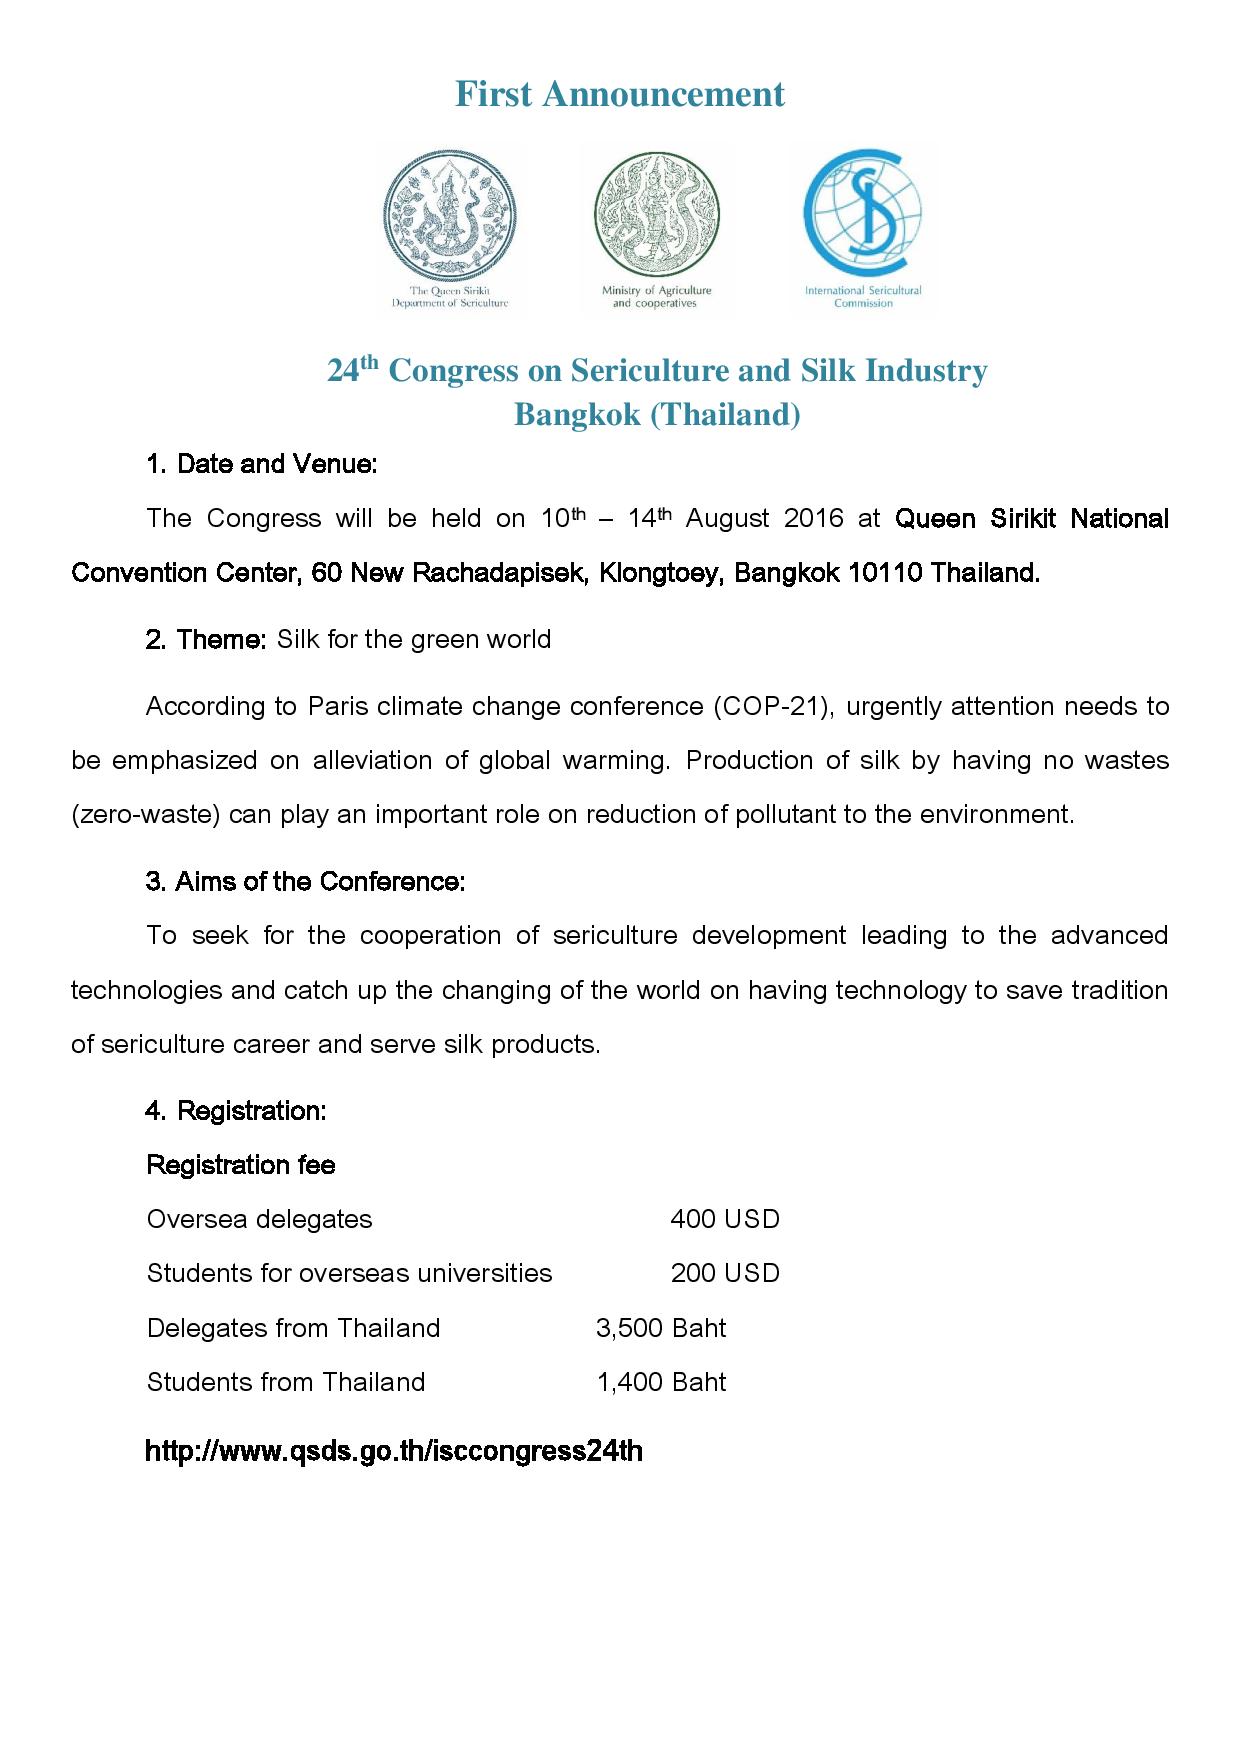 First Announcement
The Queen Sirikit
Department of Sericulture
Ministry of Agriculture
and cooperatives
International Sericultural
Commission
24th Congress on Sericulture and Silk Industry
Bangkok (Thailand)
1. Date and Venue:
The Congress will be held on 10th – 14th August 2016 at Queen Sirikit National
Convention Center, 60 New Rachadapisek, Klongtoey, Bangkok 10110 Thailand.
2. Theme: Silk for the green world
According to Paris climate change conference (COP-21), urgently attention needs to
be emphasized on alleviation of global warming. Production of silk by having no wastes
(zero-waste) can play an important role on reduction of pollutant to the environment.
3. Aims of the Conference:
To seek for the cooperation of sericulture development leading to the advanced
technologies and catch up the changing of the world on having technology to save tradition
of sericulture career and serve silk products.
4. Registration:
Registration fee
Oversea delegates 400 USD
Students for overseas universities 200 USD
Delegates from Thailand 3,500 Baht
Students from Thailand 1,400 Baht
http://www.qsds.go.th/isccongress24th